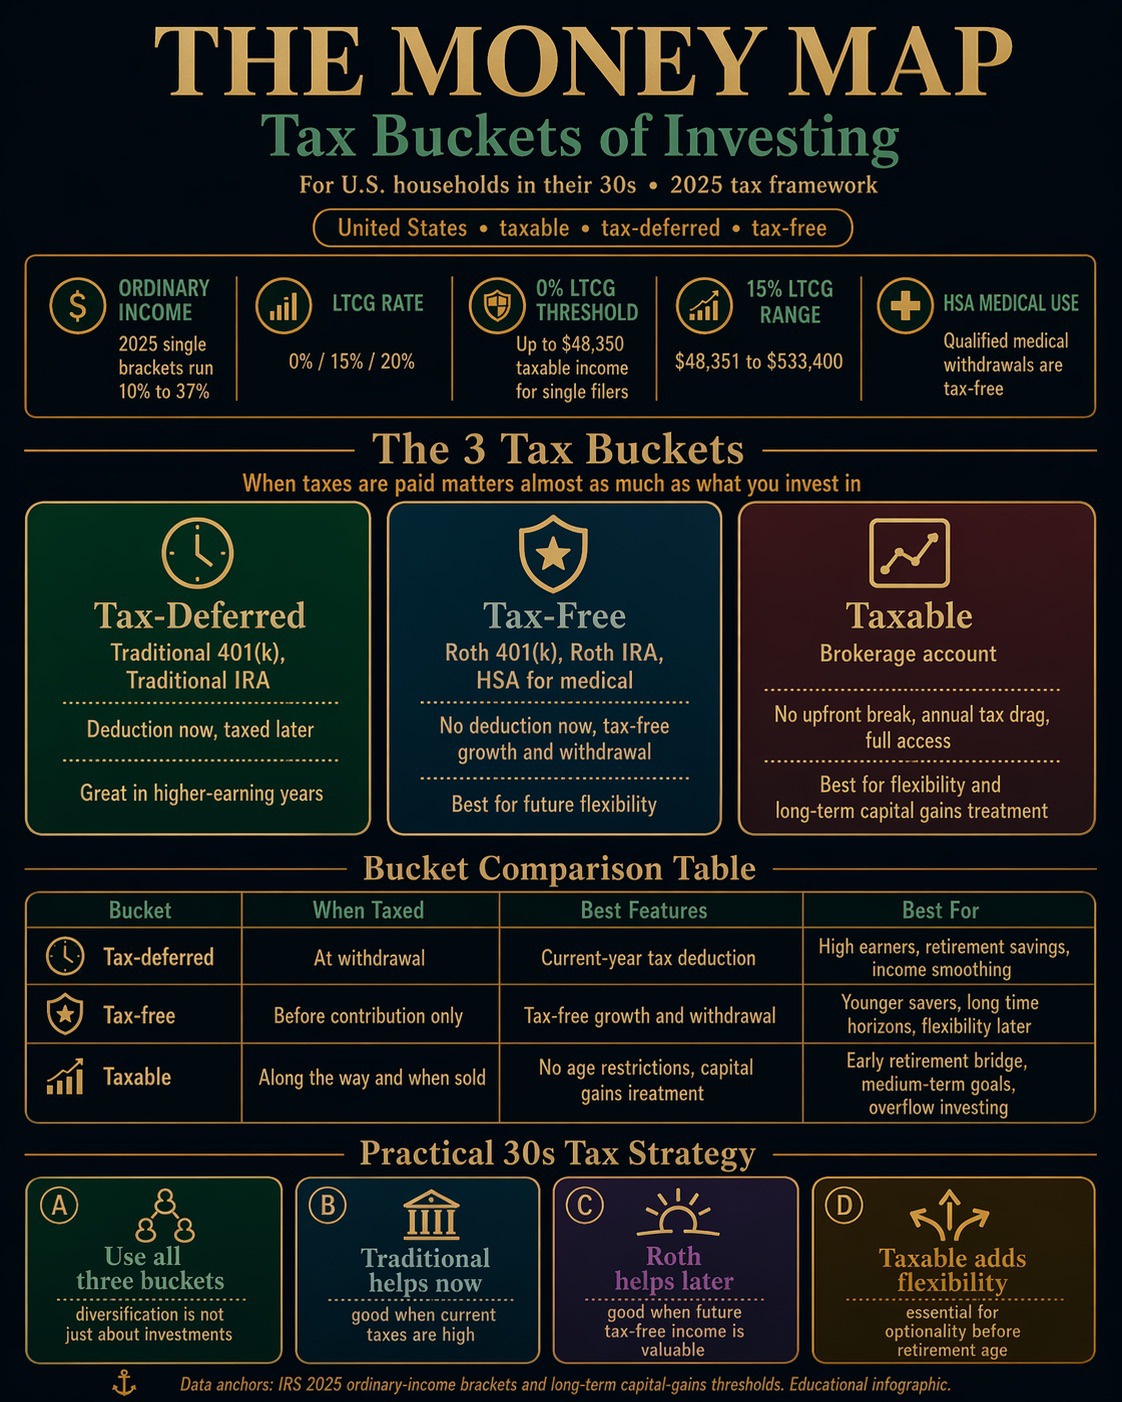 THE MONEY MAP
Tax Buckets of Investing
For U.S. households in their 30s • 2025 tax framework
United States • taxable • tax-deferred • tax-free
$
ORDINARY
INCOME
2025 single
brackets run
10% to 37%
LTCG RATE
0% / 15% / 20%
0% LTCG
THRESHOLD
Up to $48,350
taxable income
for single filers
15% LTCG
RANGE
$48,351 to $533,400
HSA MEDICAL USE
Qualified medical
withdrawals are
tax-free
The 3 Tax Buckets
When taxes are paid matters almost as much as what you invest in
Tax-Deferred
Traditional 401(k),
Traditional IRA
Deduction now, taxed later
Great in higher-earning years
Tax-Free
Roth 401(k), Roth IRA,
HSA for medical
No deduction now, tax-free
growth and withdrawal
Best for future flexibility
Taxable
Brokerage account
No upfront break, annual tax drag,
full access
Best for flexibility and
long-term capital gains treatment
Bucket Comparison Table
Bucket When Taxed Best Features Best For
Tax-deferred
At withdrawal
Current-year tax deduction
High earners, retirement savings,
income smoothing
Tax-free
Before contribution only
Tax-free growth and withdrawal
Younger savers, long time
horizons, flexibility later
Taxable
Along the way and when sold
No age restrictions, capital
gains ireatment
Early retirement bridge,
medium-term goals,
overflow investing
Practical 30s Tax Strategy
A
Use all
three buckets
diversification is not
just about investments
B
Traditional
helps now
good when current
taxes are high
C
Roth
helps later
good when future
tax-free income is
valuable
D
Taxable adds
flexibility
essential for
optionality before
retirement age
Data anchors: IRS 2025 ordinary-income brackets and long-term capital-gains thresholds. Educational infographic.